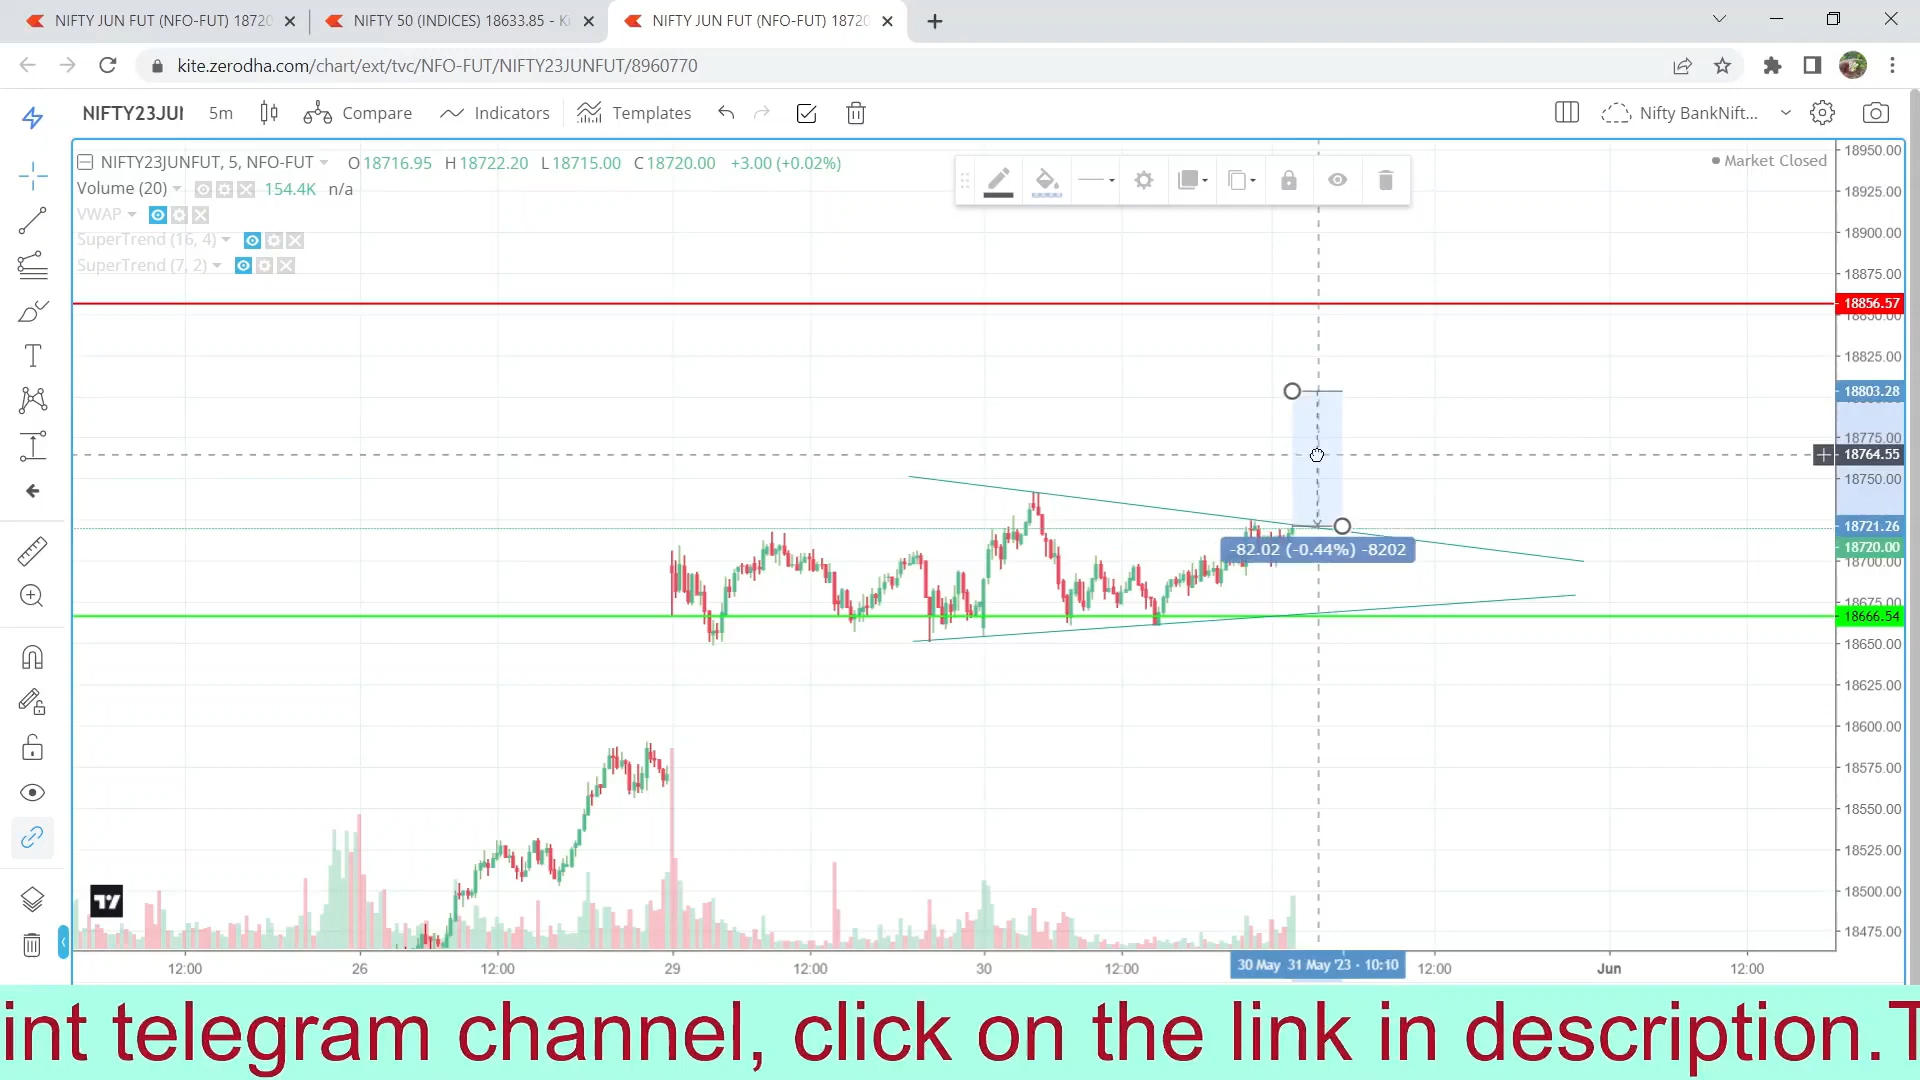 NIFTY JUN FUT (NFO-FUT) 18720
NIFTY 50 (INDICES) 18633.85 - Ki
NIFTY JUN FUT (NFO-FUT) 18720
kite.zerodha.com/chart/ext/tvc/NFO-FUT/NIFTY23JUNFUT/8960770
NIFTY23JUI 5m Compare Indicators Templates Nifty BankNift...
NIFTY23JUNFUT, 5, NFO-FUT O 18716.95 H 18722.20 L 18715.00 C 18720.00 +3.00 (+0.02%)
Market Closed
Volume (20) 154.4K n/a
VWAP
SuperTrend (16, 4)
SuperTrend (7, 2)
18950.00
18925.00
18900.00
18875.00
18856.57
18850.00
18825.00
18803.28
18775.00
18764.55
18750.00
18721.26
18720.00
18700.00
18675.00
18666.54
18650.00
18625.00
18600.00
18575.00
18550.00
18525.00
18500.00
18475.00
-82.02 (-0.44%) -8202
12:00 26 12:00 29 12:00 30 12:00 30 May 31 May '23 · 10:10 12:00 Jun 12:00
int telegram channel, click on the link in description.T